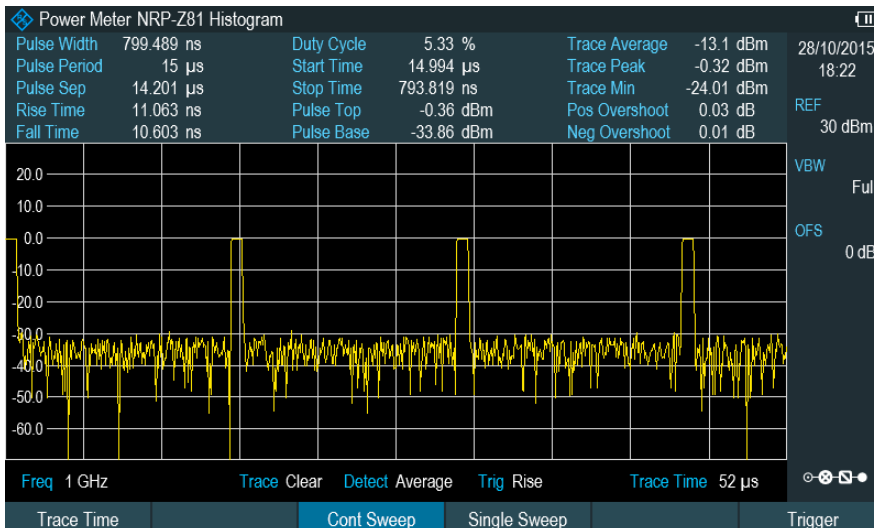 Power Meter NRP-Z81 Histogram
Pulse Width 799.489 ns Duty Cycle 5.33 % Trace Average -13.1 dBm
Pulse Period 15 µs Start Time 14.994 µs Trace Peak -0.32 dBm
Pulse Sep 14.201 µs Stop Time 793.819 ns Trace Min -24.01 dBm
Rise Time 11.063 ns Pulse Top -0.36 dBm Pos Overshoot 0.03 dB
Fall Time 10.603 ns Pulse Base -33.86 dBm Neg Overshoot 0.01 dB
28/10/2015
18:22
REF
30 dBm
VBW
Ful
OFS
0 dB
20.0
10.0
0.0
-10.0
-20.0
-30.0
-40.0
-50.0
-60.0
Freq 1 GHz Trace Clear Detect Average Trig Rise Trace Time 52 µs
Trace Time Cont Sweep Single Sweep Trigger